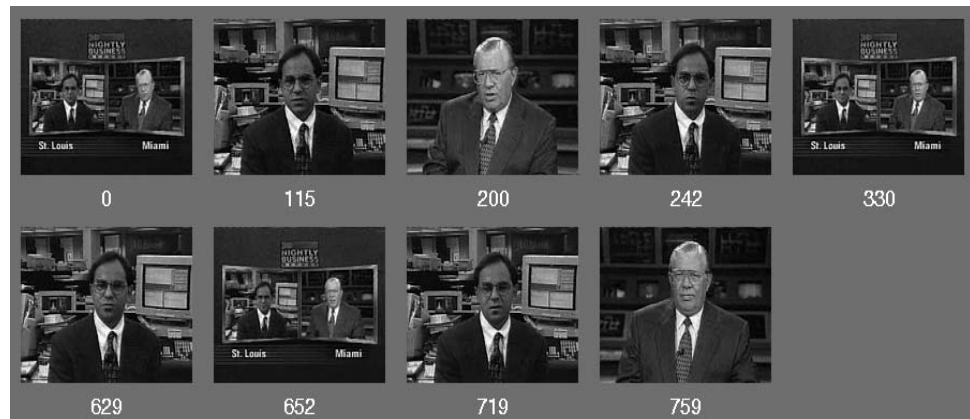 NIGHTLY
BUSINESS
St. Louis Miami
0
115
200
242
NIGHTLY
BUSINESS
St. Louis Miami
330
629
NIGHTLY
BUSINESS
St. Louis Miami
652
719
759